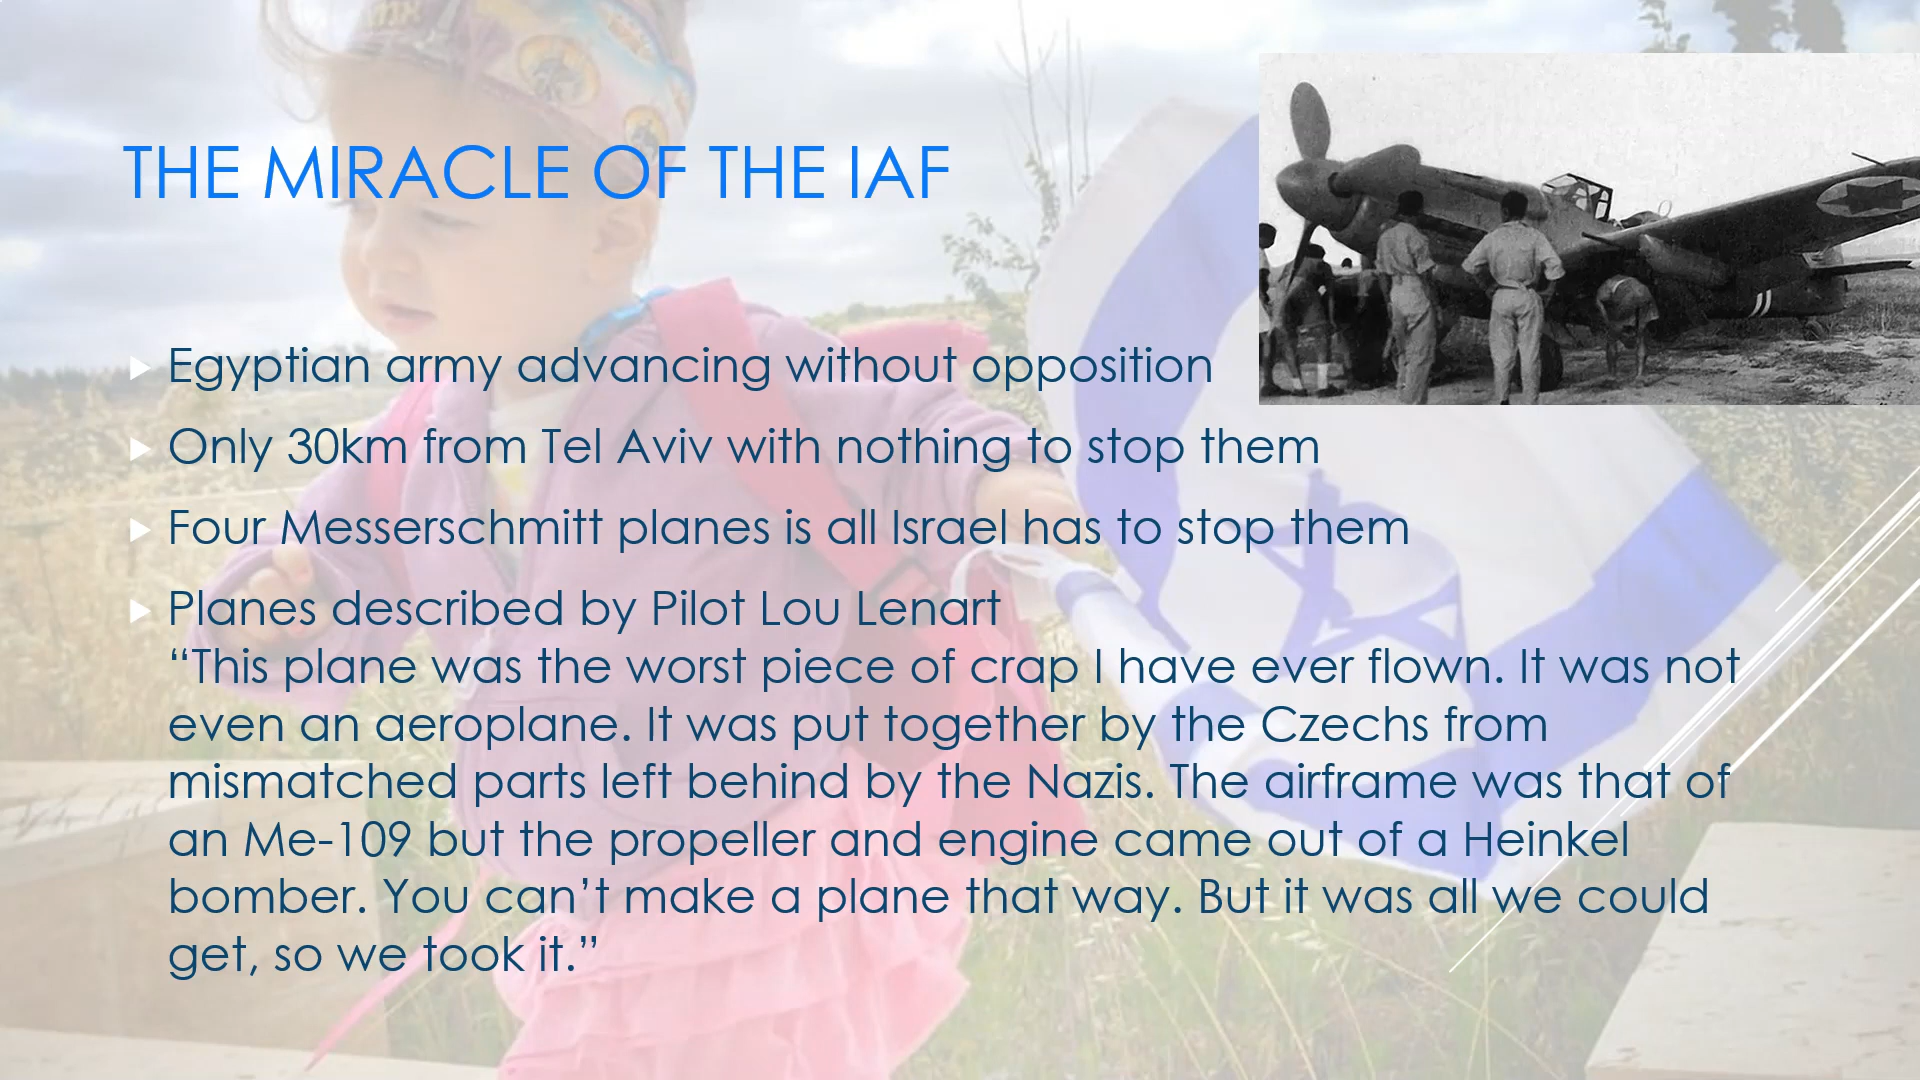 THE MIRACLE OF THE IAF
Egyptian army advancing without opposition
Only 30km from Tel Aviv with nothing to stop them
Four Messerschmitt planes is all Israel has to stop them
Planes described by Pilot Lou Lenart
“This plane was the worst piece of crap I have ever flown. It was not
even an aeroplane. It was put together by the Czechs from
mismatched parts left behind by the Nazis. The airframe was that of
an Me-109 but the propeller and engine came out of a Heinkel
bomber. You can’t make a plane that way. But it was all we could
get, so we took it.”